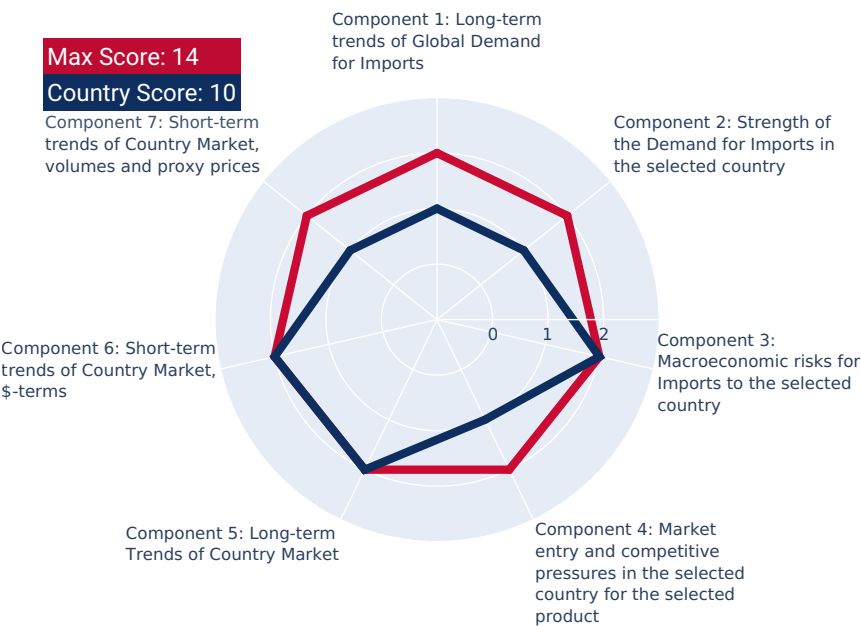 Component 1: Long-term
trends of Global Demand
for Imports
Max Score: 14
Country Score: 10
Component 7: Short-term
trends of Country Market,
volumes and proxy prices
Component 2: Strength of
the Demand for Imports in
the selected country
0 1 2
Component 6: Short-term
trends of Country Market,
$-terms
Component 3:
Macroeconomic risks for
Imports to the selected
country
Component 5: Long-term
Trends of Country Market
Component 4: Market
entry and competitive
pressures in the selected
country for the selected
product